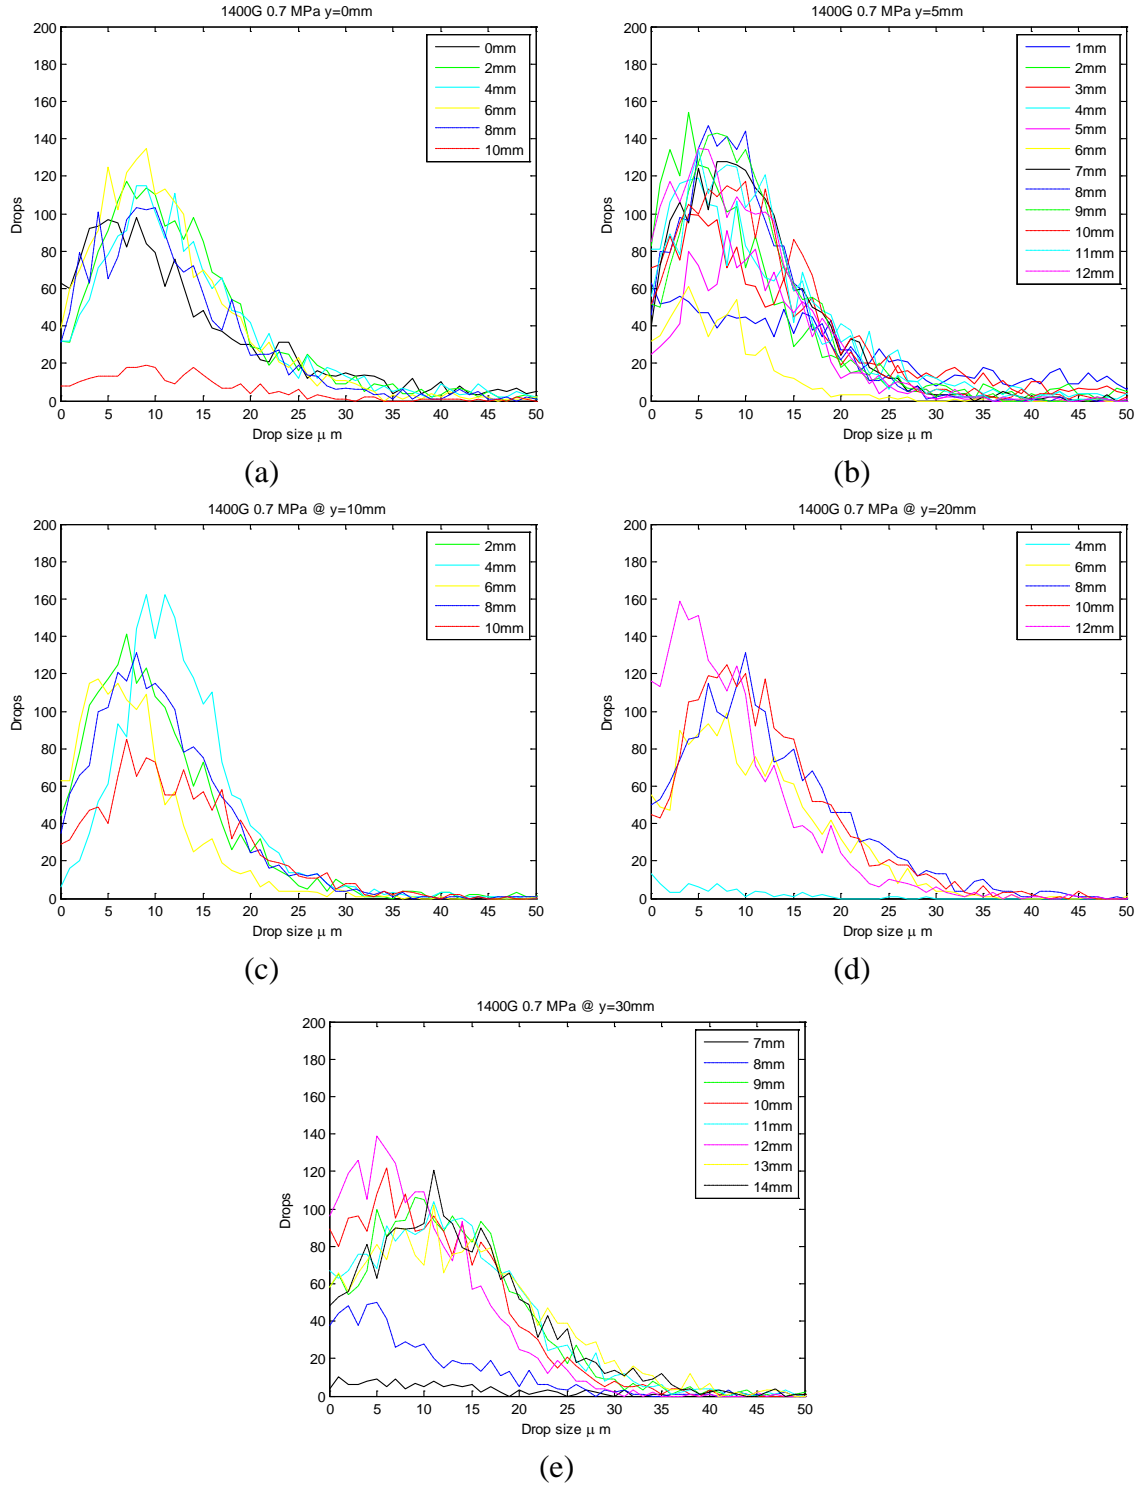 1400G 0.7 MPa y=0mm
200
180
160
140
120
100
80
60
40
20
0
Drops
0mm
2mm
4mm
6mm
8mm
10mm
0 5 10 15 20 25 30 35 40 45 50
Drop size μ m
(a)
1400G 0.7 MPa y=5mm
200
180
160
140
120
100
80
60
40
20
0
Drops
1mm
2mm
3mm
4mm
5mm
6mm
7mm
8mm
9mm
10mm
11mm
12mm
0 5 10 15 20 25 30 35 40 45 50
Drop size μ m
(b)
1400G 0.7 MPa @ y=10mm
200
180
160
140
120
100
80
60
40
20
0
Drops
2mm
4mm
6mm
8mm
10mm
0 5 10 15 20 25 30 35 40 45 50
Drop size μ m
(c)
1400G 0.7 MPa @ y=20mm
200
180
160
140
120
100
80
60
40
20
0
Drops
4mm
6mm
8mm
10mm
12mm
0 5 10 15 20 25 30 35 40 45 50
Drop size μ m
(d)
1400G 0.7 MPa @ y=30mm
200
180
160
140
120
100
80
60
40
20
0
Drops
7mm
8mm
9mm
10mm
11mm
12mm
13mm
14mm
0 5 10 15 20 25 30 35 40 45 50
Drop size μ m
(e)